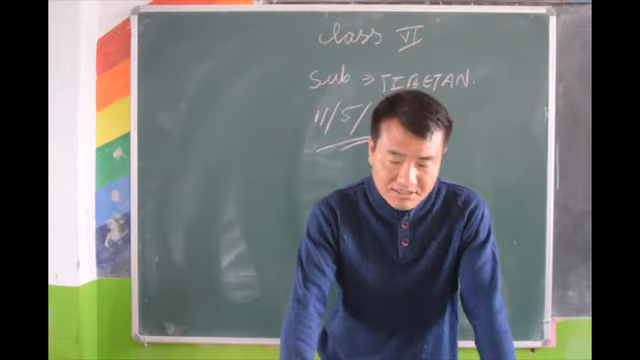 Class VI
Sub → TIBETAN.
11/5/